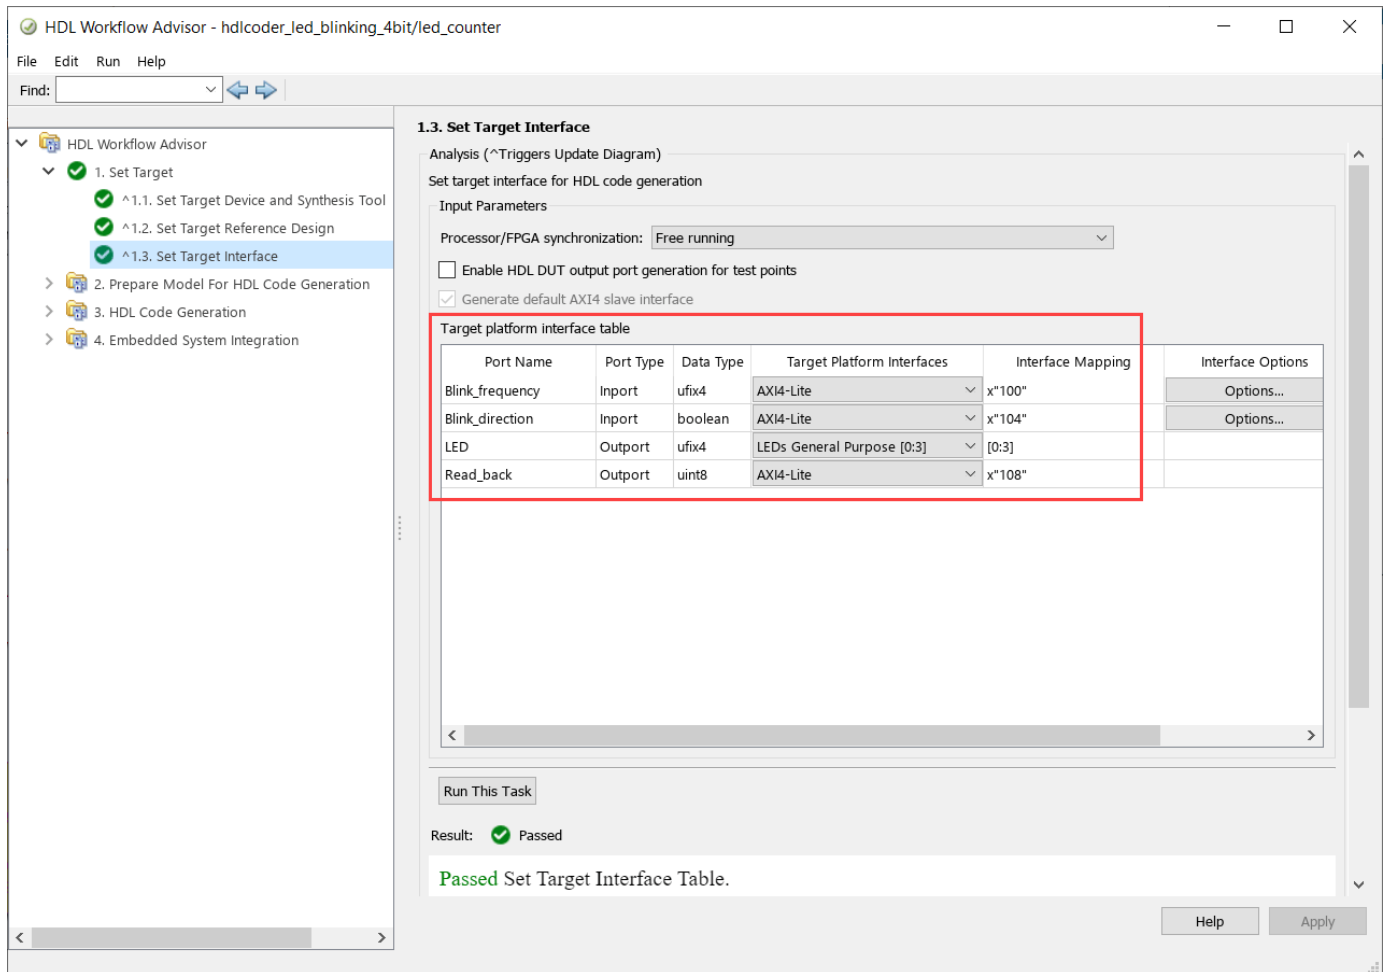 HDL Workflow Advisor - hdlcoder_led_blinking_4bit/led_counter
File Edit Run Help
Find:
HDL Workflow Advisor
1. Set Target
^1.1. Set Target Device and Synthesis Tool
^1.2. Set Target Reference Design
^1.3. Set Target Interface
2. Prepare Model For HDL Code Generation
3. HDL Code Generation
4. Embedded System Integration
1.3. Set Target Interface
Analysis (^Triggers Update Diagram)
Set target interface for HDL code generation
Input Parameters
Processor/FPGA synchronization: Free running
Enable HDL DUT output port generation for test points
Generate default AXI4 slave interface
Target platform interface table
Port Name Port Type Data Type Target Platform Interfaces Interface Mapping Interface Options
Blink_frequency Inport ufix4 AXI4-Lite x"100" Options...
Blink_direction Inport boolean AXI4-Lite x"104" Options...
LED Outport ufix4 LEDs General Purpose [0:3] [0:3]
Read_back Outport uint8 AXI4-Lite x"108"
Run This Task
Result: Passed
Passed Set Target Interface Table.
Help Apply